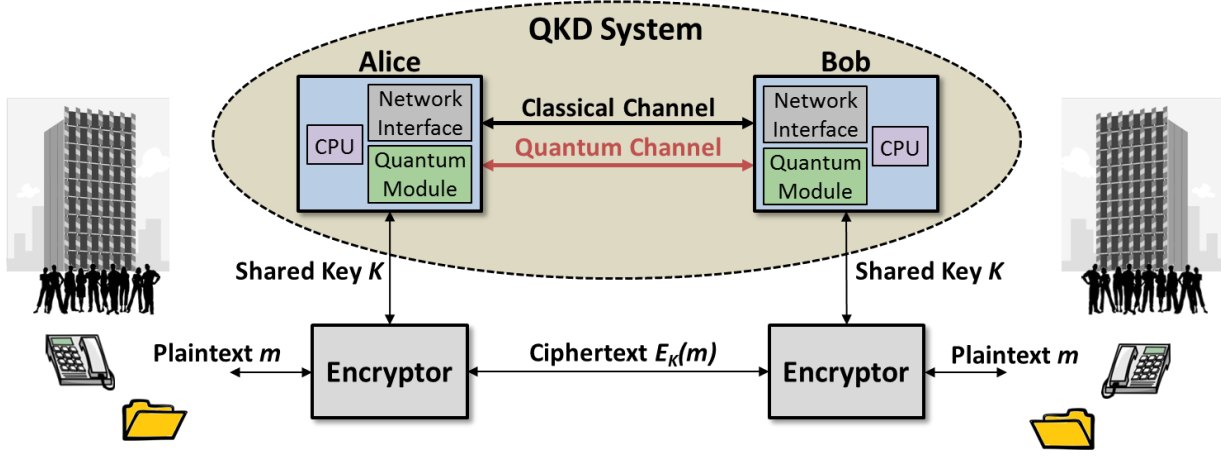 QKD System
Alice
Bob
Network
Interface
CPU
Quantum
Module
Classical Channel
Quantum Channel
Network
Interface
CPU
Quantum
Module
Shared Key K
Shared Key K
Plaintext m
Encryptor
Ciphertext E_K(m)
Encryptor
Plaintext m